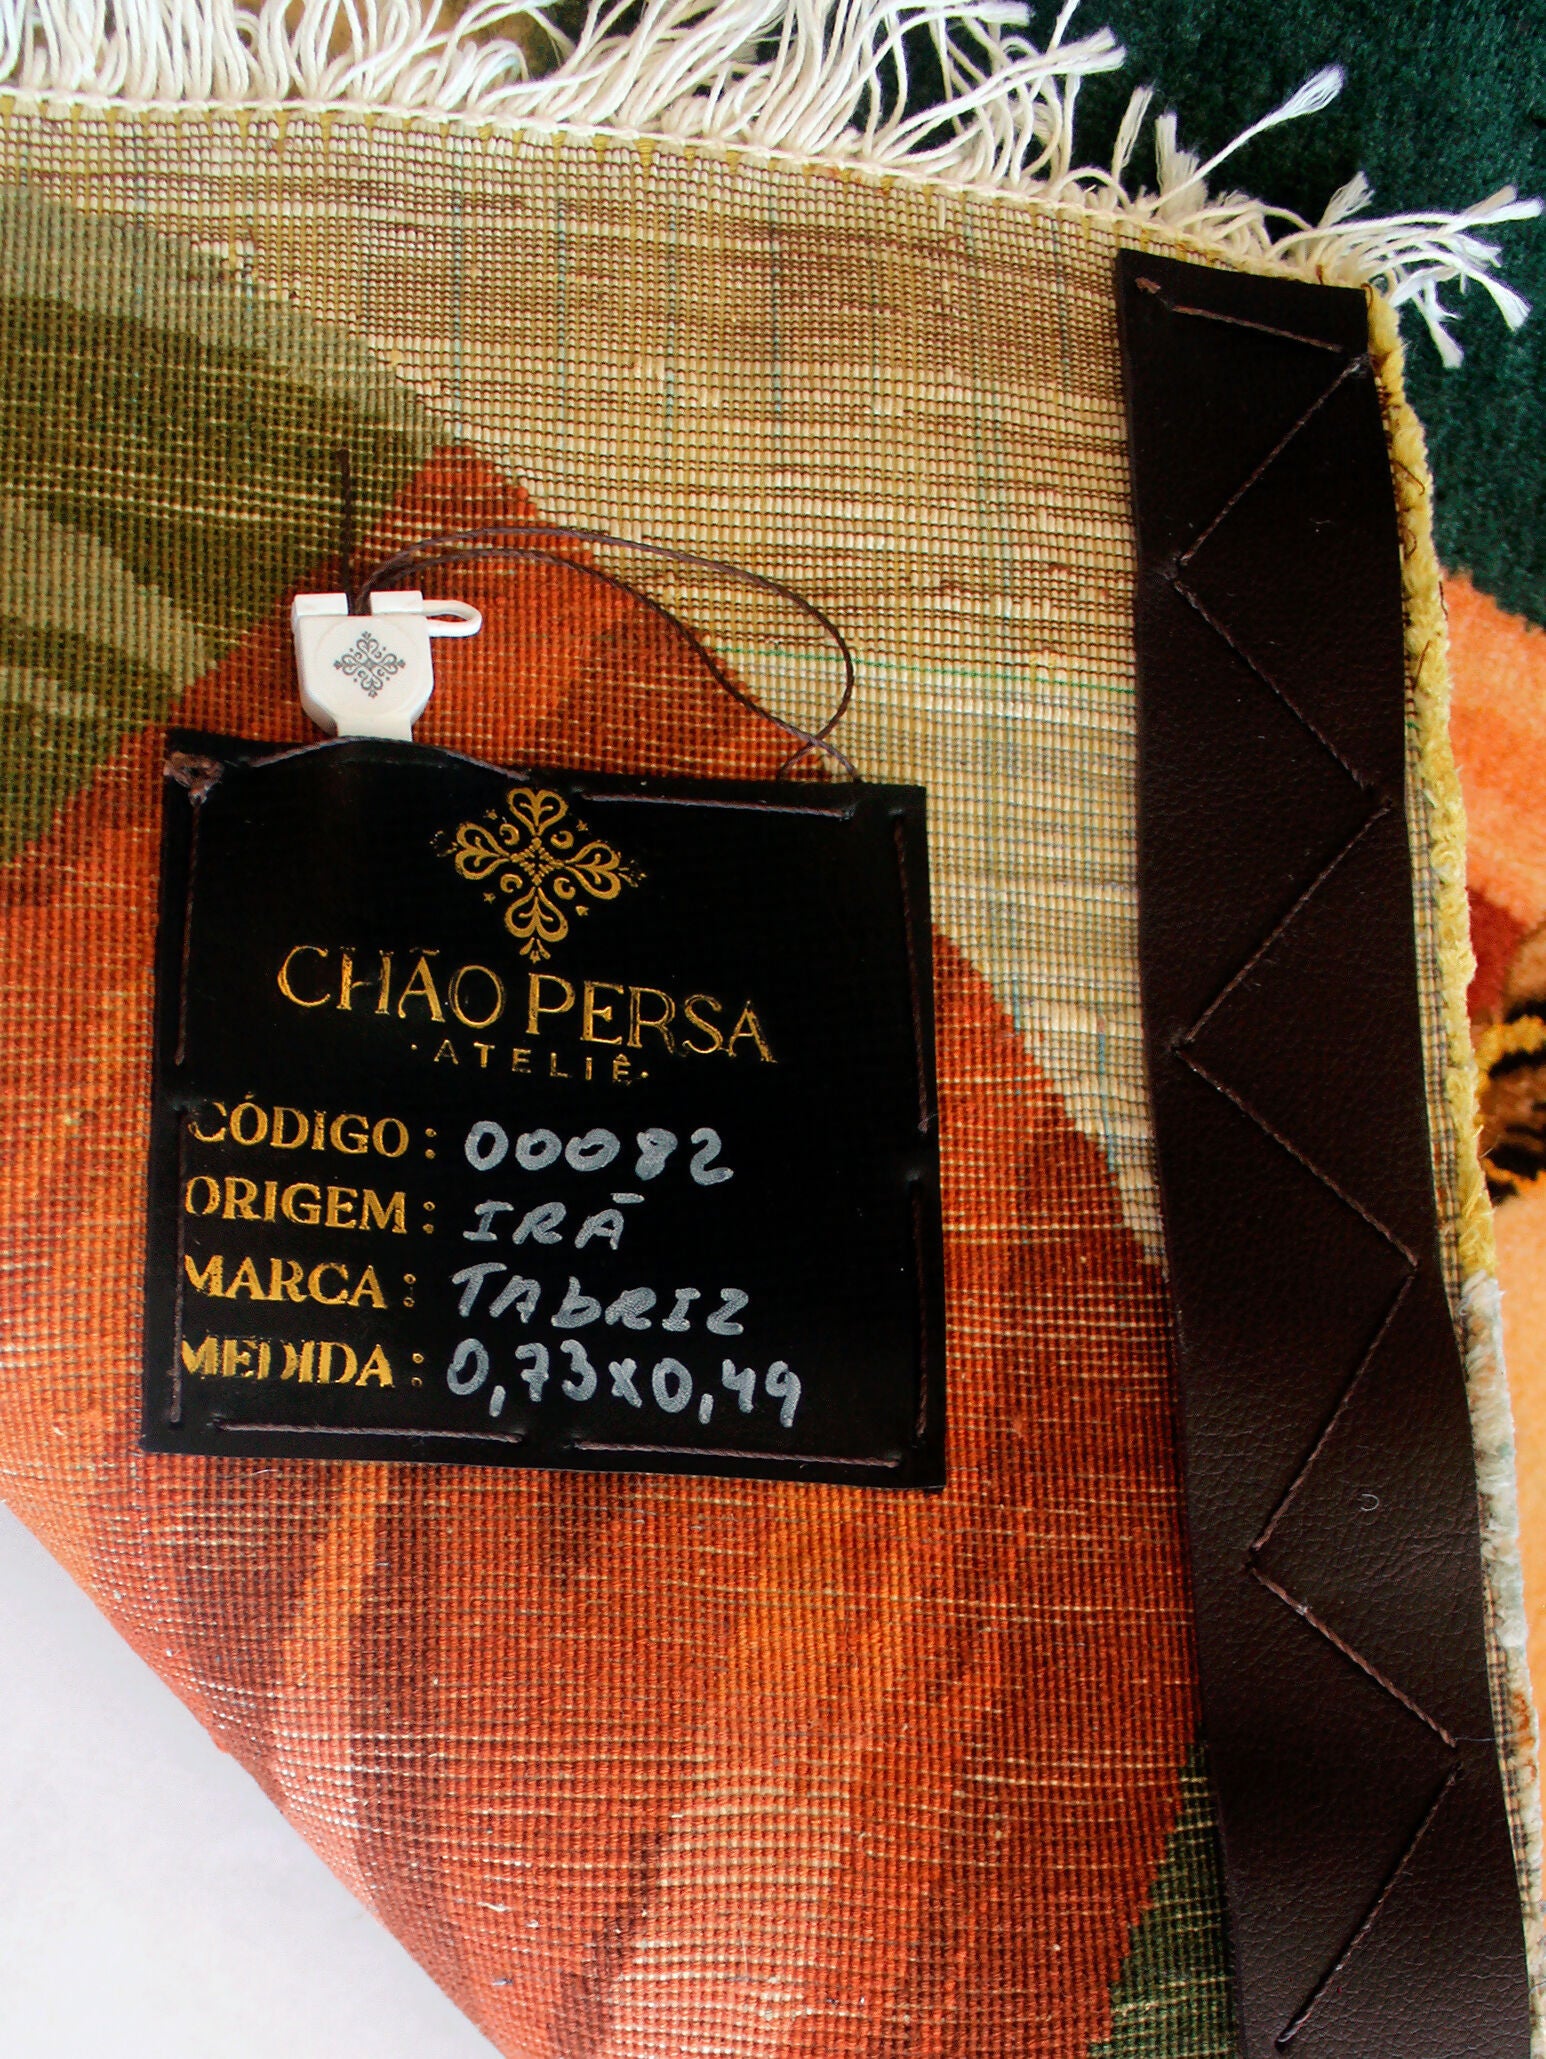 CHÃO PERSA
·ATELIÊ·
CÓDIGO: 00082
ORIGEM: IRÃ
MARCA: TAbRIZ
MEDIDA: 0,73x0,49